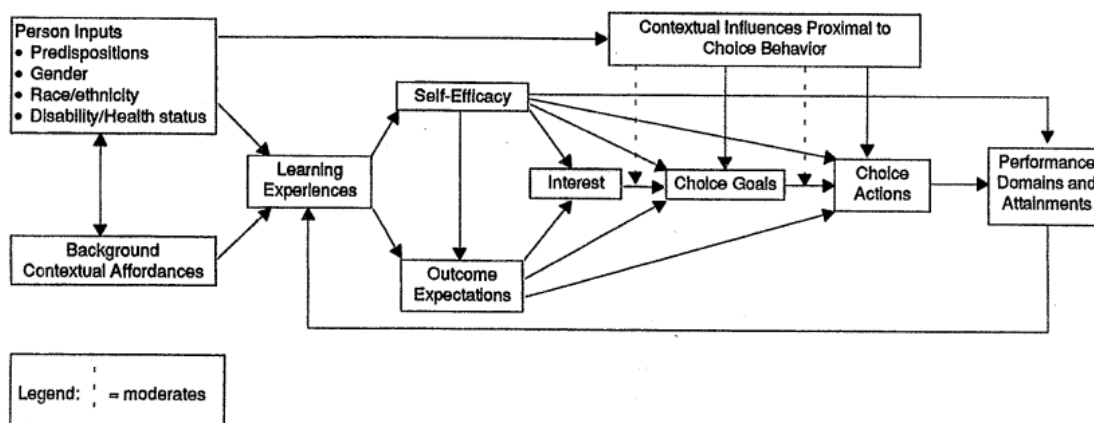 Person Inputs
• Predispositions
• Gender
• Race/ethnicity
• Disability/Health status
Contextual Influences Proximal to
Choice Behavior
Self-Efficacy
Learning
Experiences
Interest
Choice Goals
Choice
Actions
Performance
Domains and
Attainments
Background
Contextual Affordances
Outcome
Expectations
Legend: = moderates